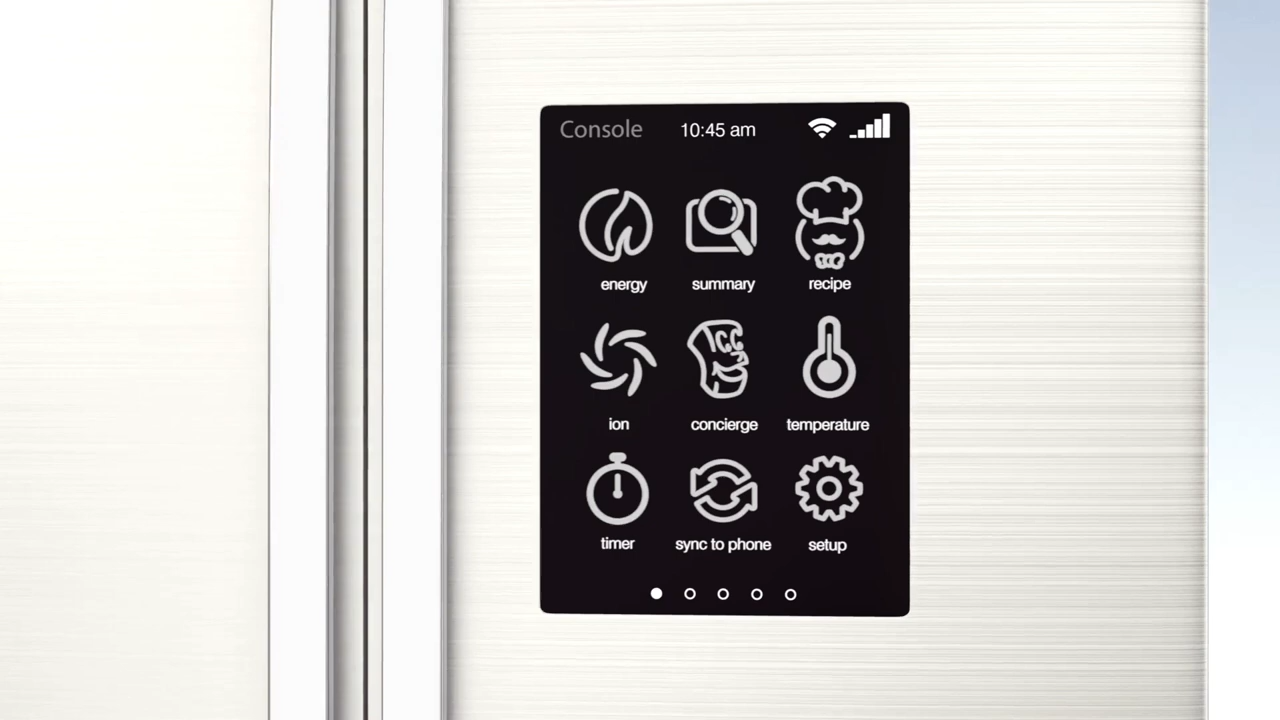 Console 10:45 am
energy summary recipe
ion concierge temperature
timer sync to phone setup